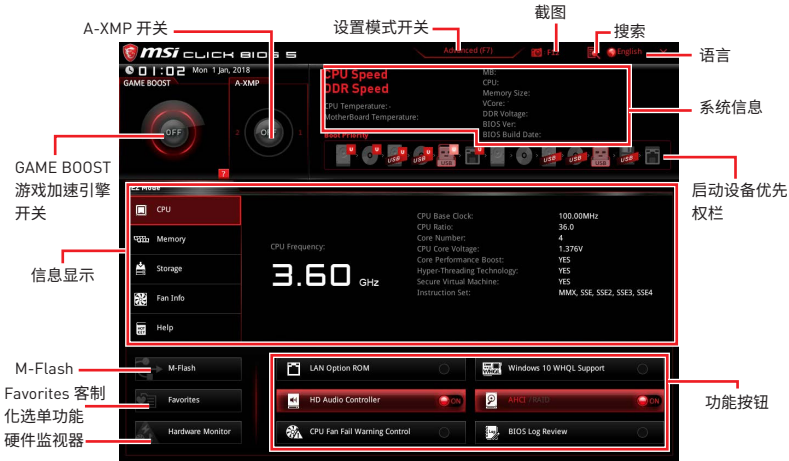 A-XMP 开关
设置模式开关
截图
搜索
语言
msi CLICK BIOS 5
Advanced (F7)
F12
English
X
01:02 Mon 1 Jan, 2018
GAME BOOST
A-XMP
OFF
2 OFF 1
?
CPU Speed
DDR Speed
CPU Temperature: -
MotherBoard Temperature:
MB:
CPU:
Memory Size:
VCore:
DDR Voltage:
BIOS Ver:
BIOS Build Date:
Boot Priority
U U U USB U USB U USB U USB USB USB USB
系统信息
GAME BOOST
游戏加速引擎
开关
启动设备优先
权栏
EZ Mode
CPU
Memory
Storage
Fan Info
Help
CPU Frequency:
3.60 GHz
CPU Base Clock: 100.00MHz
CPU Ratio: 36.0
Core Number: 4
CPU Core Voltage: 1.376V
Core Performance Boost: YES
Hyper-Threading Technology: YES
Secure Virtual Machine: YES
Instruction Set: MMX, SSE, SSE2, SSE3, SSE4
信息显示
M-Flash
Favorites 客制
化选单功能
硬件监视器
M-Flash
Favorites
Hardware Monitor
LAN Option ROM
Windows 10 WHQL Support
HD Audio Controller ON
AHCI /RAID ON
CPU Fan Fail Warning Control
BIOS Log Review
功能按钮